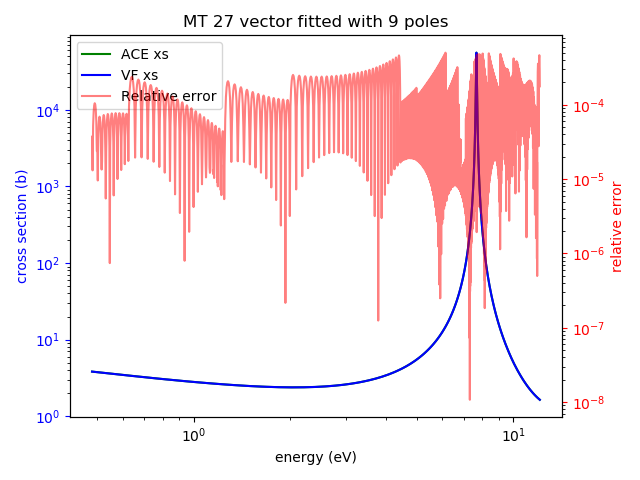 MT 27 vector fitted with 9 poles
ACE xs
VF xs
Relative error
cross section (b)
10⁴
10³
10²
10¹
10⁰
10⁻⁴
10⁻⁵
10⁻⁶
10⁻⁷
10⁻⁸
relative error
10⁰
10¹
energy (eV)